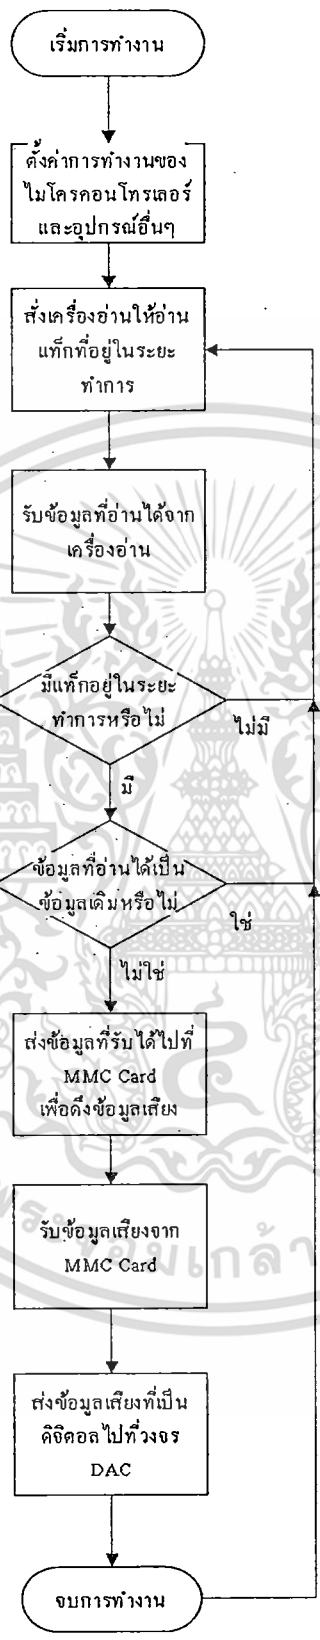 เริ่มการทำงาน
ตั้งค่าการทำงานของ
ไมโครคอนโทรเลอร์
และอุปกรณ์อื่นๆ
สั่งเครื่องอ่านให้อ่าน
แท็กที่อยู่ในระยะ
ทำการ
รับข้อมูลที่อ่านได้จาก
เครื่องอ่าน
มีแท็กอยู่ในระยะ
ทำการหรือไม่
ไม่มี
มี
ข้อมูลที่อ่านได้เป็น
ข้อมูลเดิมหรือไม่
ใช่
ไม่ใช่
ส่งข้อมูลที่รับได้ไปที่
MMC Card
เพื่อดึงข้อมูลเสียง
รับข้อมูลเสียงจาก
MMC Card
พระจอมเกล้า
ส่งข้อมูลเสียงที่เป็น
ดิจิตอลไปที่วงจร
DAC
จบการทำงาน